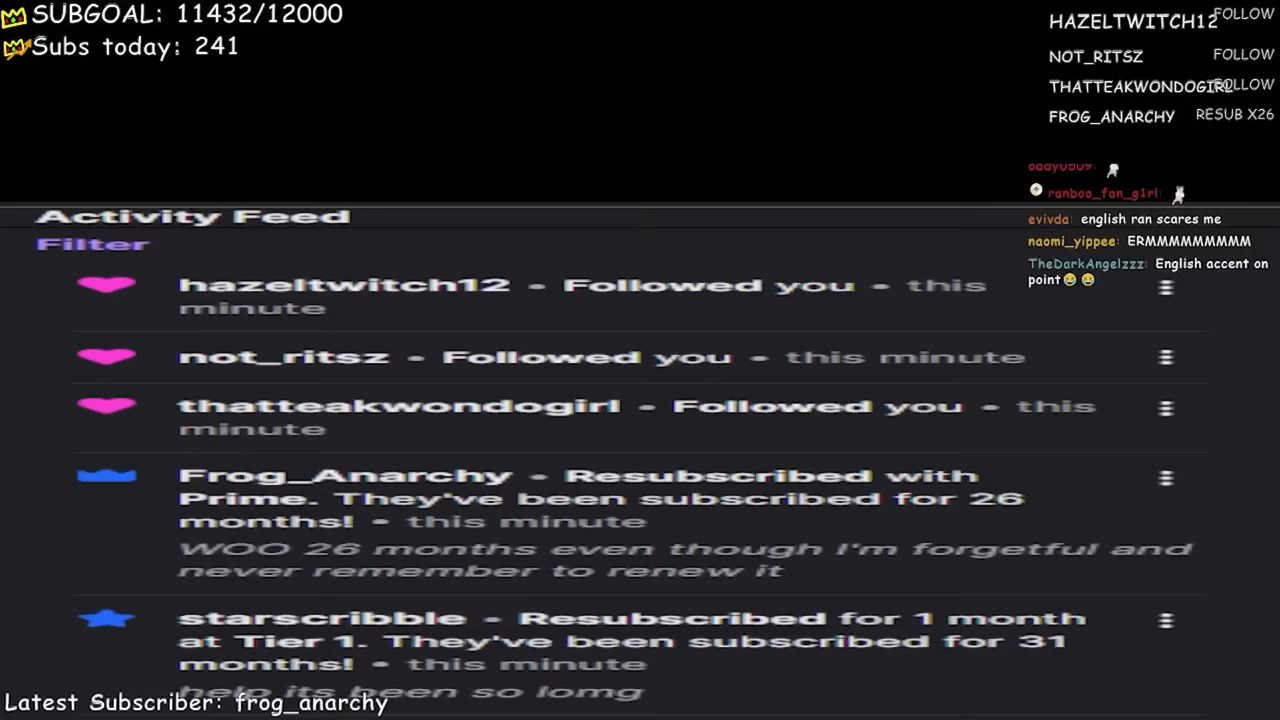 SUBGOAL: 11432/12000
Subs today: 241
HAZELTWITCH12 FOLLOW
NOT_RITSZ FOLLOW
THATTEAKWONDOGIRL FOLLOW
FROG_ANARCHY RESUB X26
ranboo_fan_g1rl:
evivda: english ran scares me
naomi_yippee: ERMMMMMMMMM
TheDarkAngelzzz: English accent on
point😂 😂
Activity Feed
Filter
hazeltwitch12 • Followed you • this
minute
not_ritsz • Followed you • this minute
thatteakwondogirl • Followed you • this
minute
Frog_Anarchy • Resubscribed with
Prime. They've been subscribed for 26
months! • this minute
WOO 26 months even though I'm forgetful and
never remember to renew it
starscribble • Resubscribed for 1 month
at Tier 1. They've been subscribed for 31
months! • this minute
help its been so lomg
Latest Subscriber: frog_anarchy